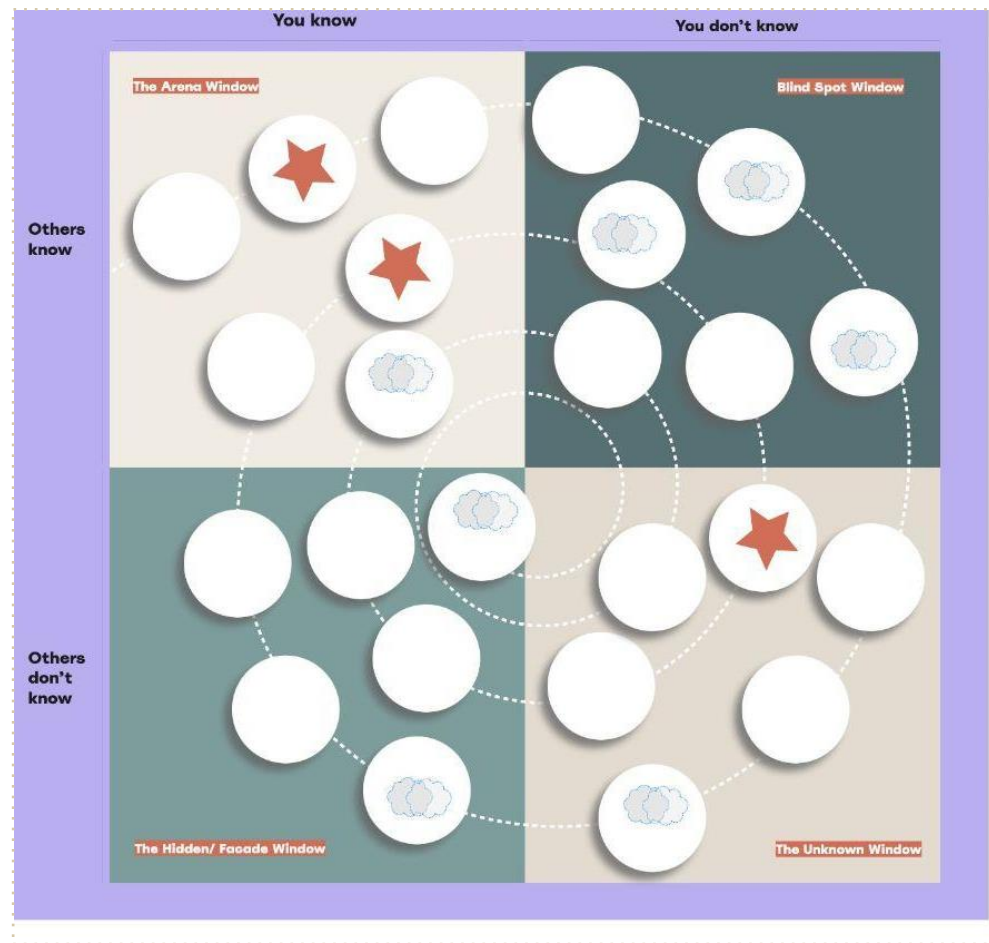 You know
You don't know
The Arena Window
Blind Spot Window
Others
know
Others
don't
know
The Hidden/ Facade Window
The Unknown Window